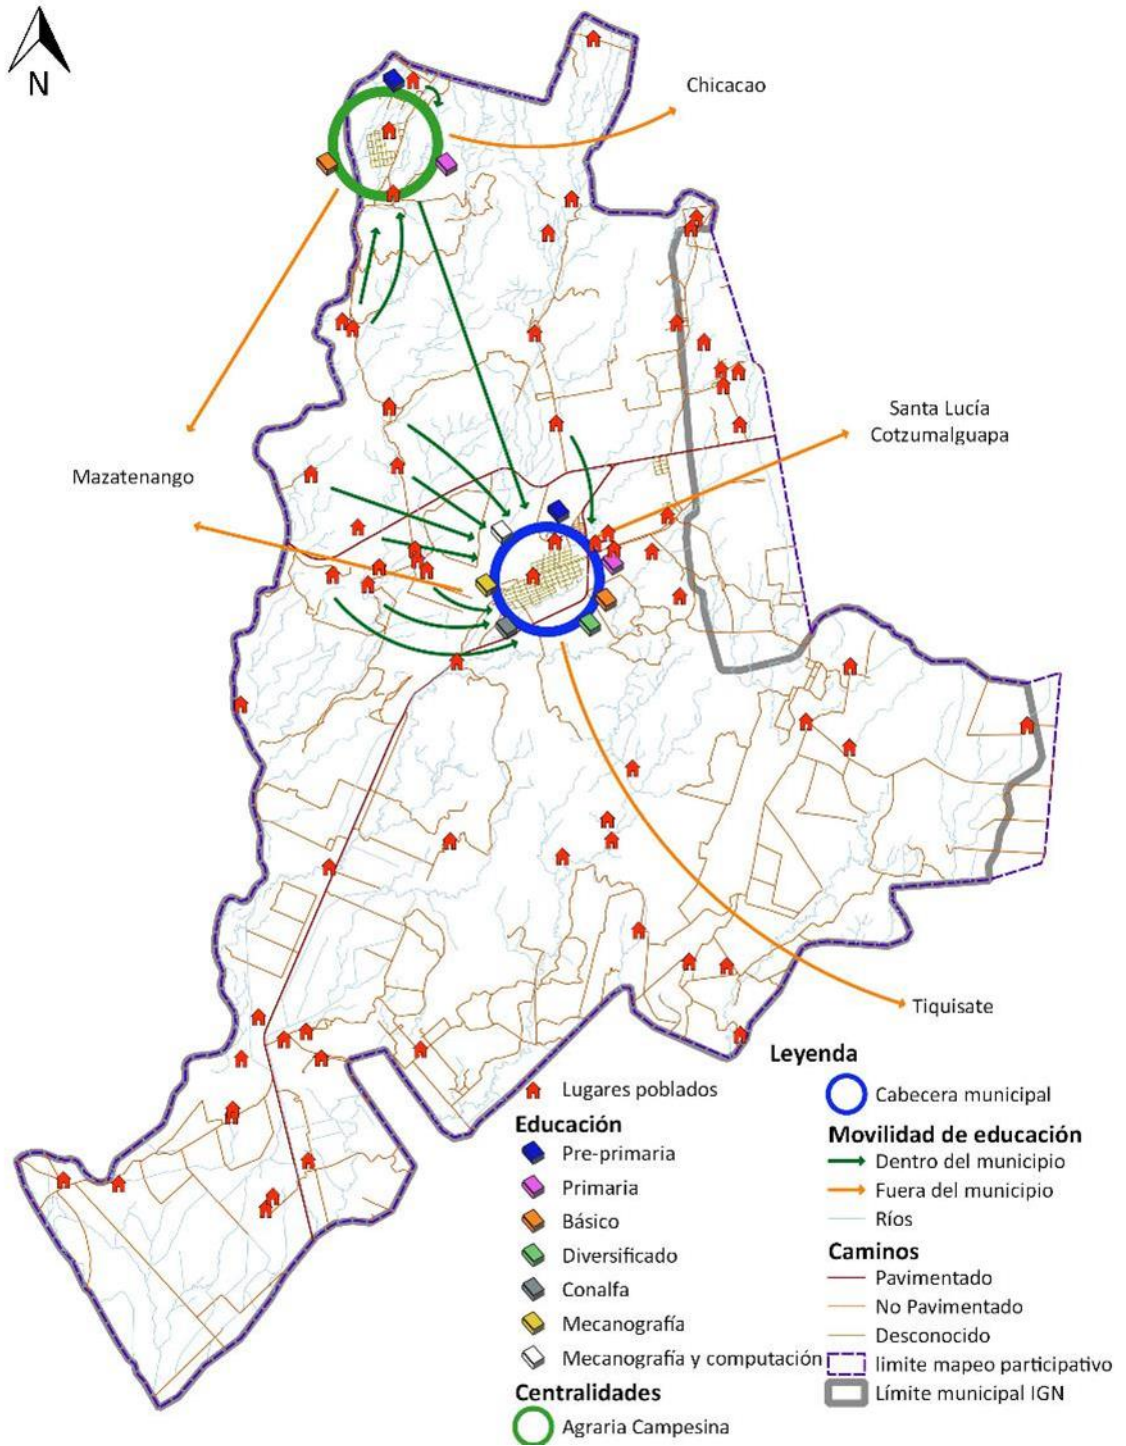 N
Chicacao
Santa Lucía
Cotzumalguapa
Mazatenango
Tiquisate
Leyenda
Lugares poblados
Educación
Pre-primaria
Primaria
Básico
Diversificado
Conalfa
Mecanografía
Mecanografía y computación
Centralidades
Agraria Campesina
Cabecera municipal
Movilidad de educación
Dentro del municipio
Fuera del municipio
Ríos
Caminos
Pavimentado
No Pavimentado
Desconocido
limite mapeo participativo
Límite municipal IGN